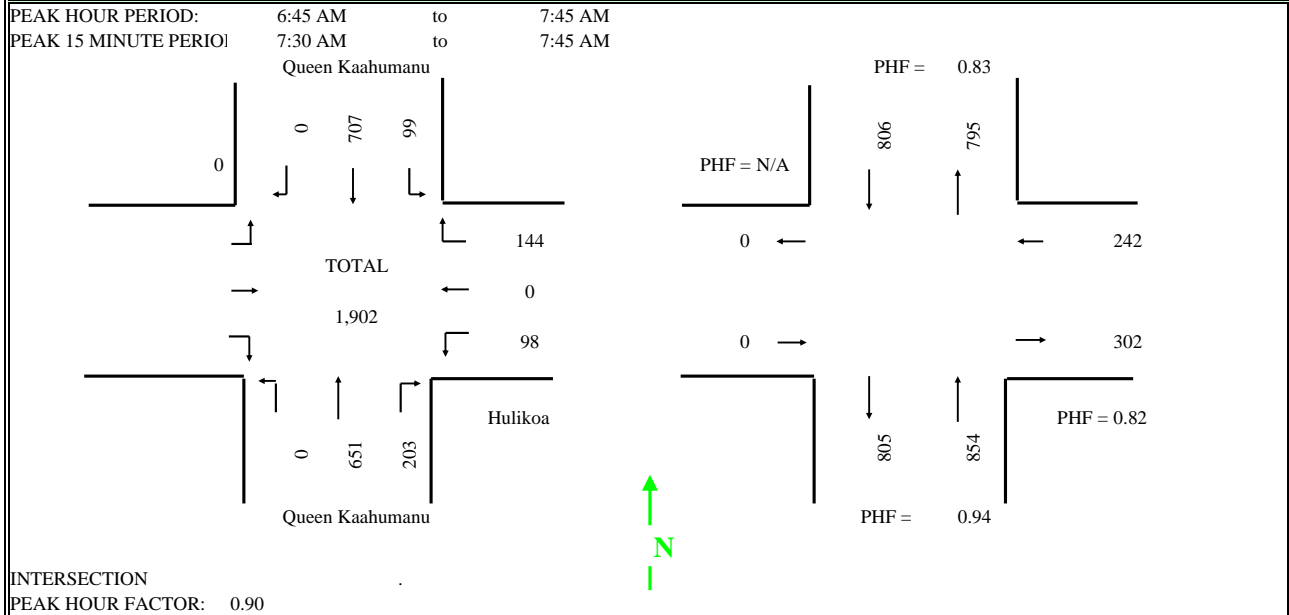 PEAK HOUR PERIOD: 6:45 AM to 7:45 AM
PEAK 15 MINUTE PERIO 7:30 AM to 7:45 AM
Queen Kaahumanu PHF = 0.83
0 707 99 806 795
0 PHF = N/A
144 0 242
TOTAL
0
1,902
98 0 302
Hulikoa PHF = 0.82
0 651 203 805 854
Queen Kaahumanu PHF = 0.94
N
INTERSECTION .
PEAK HOUR FACTOR: 0.90